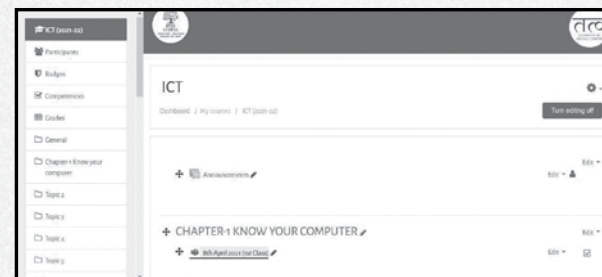 ICT (2021-22)
Participants
Badges
Competencies
Grades
General
Chapter-1 Know your
computer
Topic 2
Topic 3
Topic 4
Topic 5
ICT
Dashboard / My courses / ICT (2021-22)
Turn editing off
Edit
Announcements
Edit
CHAPTER-1 KNOW YOUR COMPUTER
Edit
8th April 2021 (1st Class)
Edit